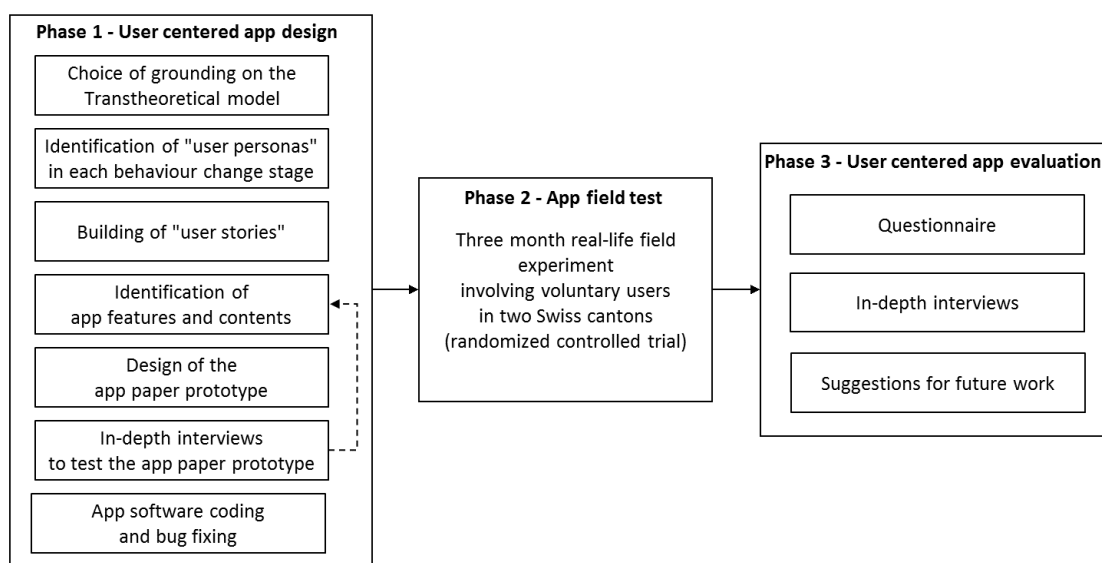 Phase 1 - User centered app design
Choice of grounding on the
Transtheoretical model
Identification of "user personas"
in each behaviour change stage
Building of "user stories"
Identification of
app features and contents
Design of the
app paper prototype
In-depth interviews
to test the app paper prototype
App software coding
and bug fixing
Phase 2 - App field test
Three month real-life field
experiment
involving voluntary users
in two Swiss cantons
(randomized controlled trial)
Phase 3 - User centered app evaluation
Questionnaire
In-depth interviews
Suggestions for future work